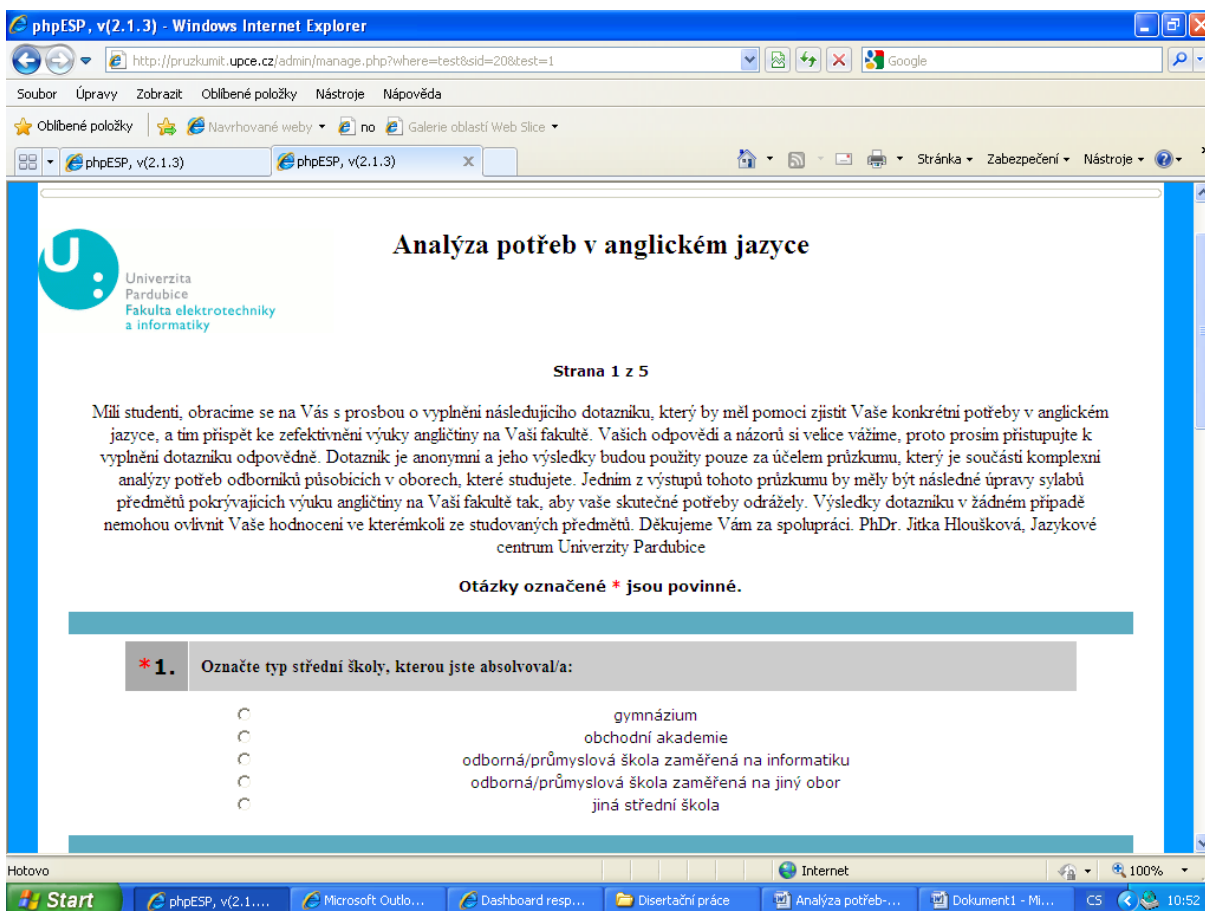 phpESP, v(2.1.3) - Windows Internet Explorer
http://pruzkumit.upce.cz/admin/manage.php?where=test&sid=20&test=1
Google
Soubor Úpravy Zobrazit Oblíbené položky Nástroje Nápověda
Oblíbené položky Navrhované weby no Galerie oblastí Web Slice
phpESP, v(2.1.3) phpESP, v(2.1.3) Stránka Zabezpečení Nástroje
Analýza potřeb v anglickém jazyce
Univerzita
Pardubice
Fakulta elektrotechniky
a informatiky
Strana 1 z 5
Milí studenti, obracíme se na Vás s prosbou o vyplnění následujícího dotazníku, který by měl pomoci zjistit Vaše konkrétní potřeby v anglickém
jazyce, a tím přispět ke zefektivnění výuky angličtiny na Vaší fakultě. Vašich odpovědí a názorů si velice vážíme, proto prosím přistupujte k
vyplnění dotazníku odpovědně. Dotazník je anonymní a jeho výsledky budou použity pouze za účelem průzkumu, který je součástí komplexní
analýzy potřeb odborníků působících v oborech, které studujete. Jedním z výstupů tohoto průzkumu by měly být následné úpravy sylabů
předmětů pokrývajících výuku angličtiny na Vaší fakultě tak, aby vaše skutečné potřeby odrážely. Výsledky dotazníku v žádném případě
nemohou ovlivnit Vaše hodnocení ve kterémkoli ze studovaných předmětů. Děkujeme Vám za spolupráci. PhDr. Jitka Hloušková, Jazykové
centrum Univerzity Pardubice
Otázky označené * jsou povinné.
*1. Označte typ střední školy, kterou jste absolvoval/a:
gymnázium
obchodní akademie
odborná/průmyslová škola zaměřená na informatiku
odborná/průmyslová škola zaměřená na jiný obor
jiná střední škola
Hotovo Internet 100%
Start phpESP, v(2.1.... Microsoft Outlo... Dashboard resp... Disertační práce Analýza potřeb-... Dokument1 - Mi... CS 10:52